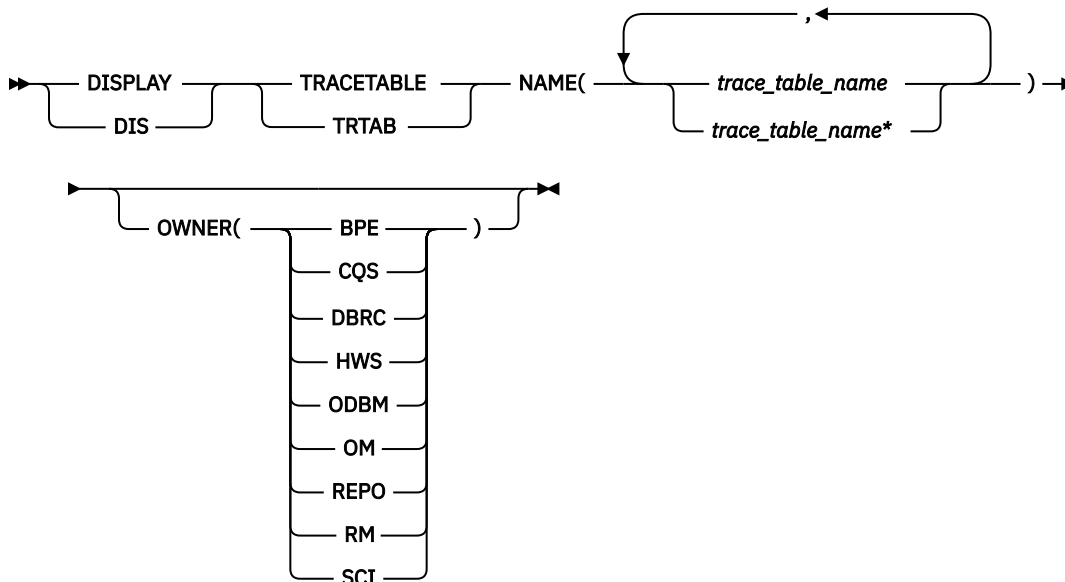 ,
DISPLAY TRACETABLE NAME( trace_table_name )
DIS TRTAB trace_table_name*
OWNER( BPE )
CQS
DBRC
HWS
ODBM
OM
REPO
RM
SCI